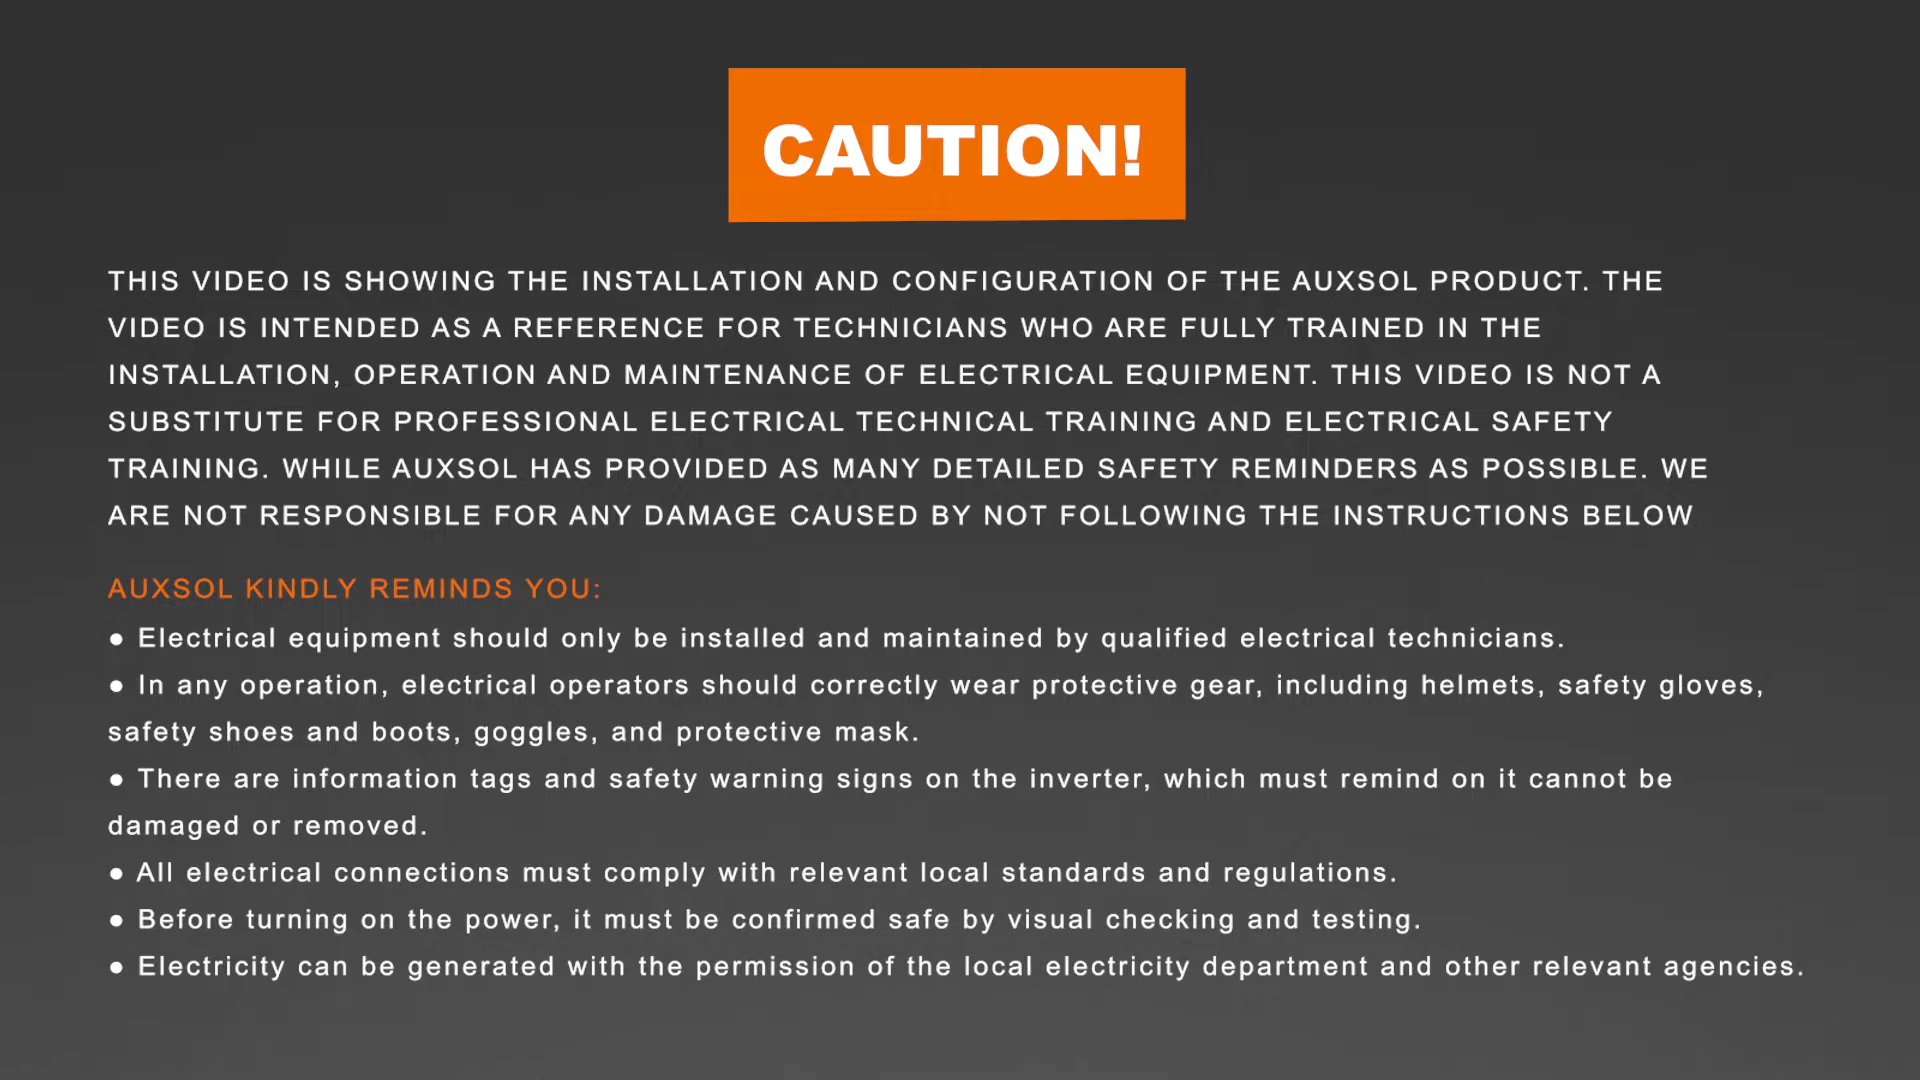 CAUTION!
THIS VIDEO IS SHOWING THE INSTALLATION AND CONFIGURATION OF THE AUXSOL PRODUCT. THE
VIDEO IS INTENDED AS A REFERENCE FOR TECHNICIANS WHO ARE FULLY TRAINED IN THE
INSTALLATION, OPERATION AND MAINTENANCE OF ELECTRICAL EQUIPMENT. THIS VIDEO IS NOT A
SUBSTITUTE FOR PROFESSIONAL ELECTRICAL TECHNICAL TRAINING AND ELECTRICAL SAFETY
TRAINING. WHILE AUXSOL HAS PROVIDED AS MANY DETAILED SAFETY REMINDERS AS POSSIBLE. WE
ARE NOT RESPONSIBLE FOR ANY DAMAGE CAUSED BY NOT FOLLOWING THE INSTRUCTIONS BELOW
AUXSOL KINDLY REMINDS YOU:
● Electrical equipment should only be installed and maintained by qualified electrical technicians.
● In any operation, electrical operators should correctly wear protective gear, including helmets, safety gloves,
safety shoes and boots, goggles, and protective mask.
● There are information tags and safety warning signs on the inverter, which must remind on it cannot be
damaged or removed.
● All electrical connections must comply with relevant local standards and regulations.
● Before turning on the power, it must be confirmed safe by visual checking and testing.
● Electricity can be generated with the permission of the local electricity department and other relevant agencies.